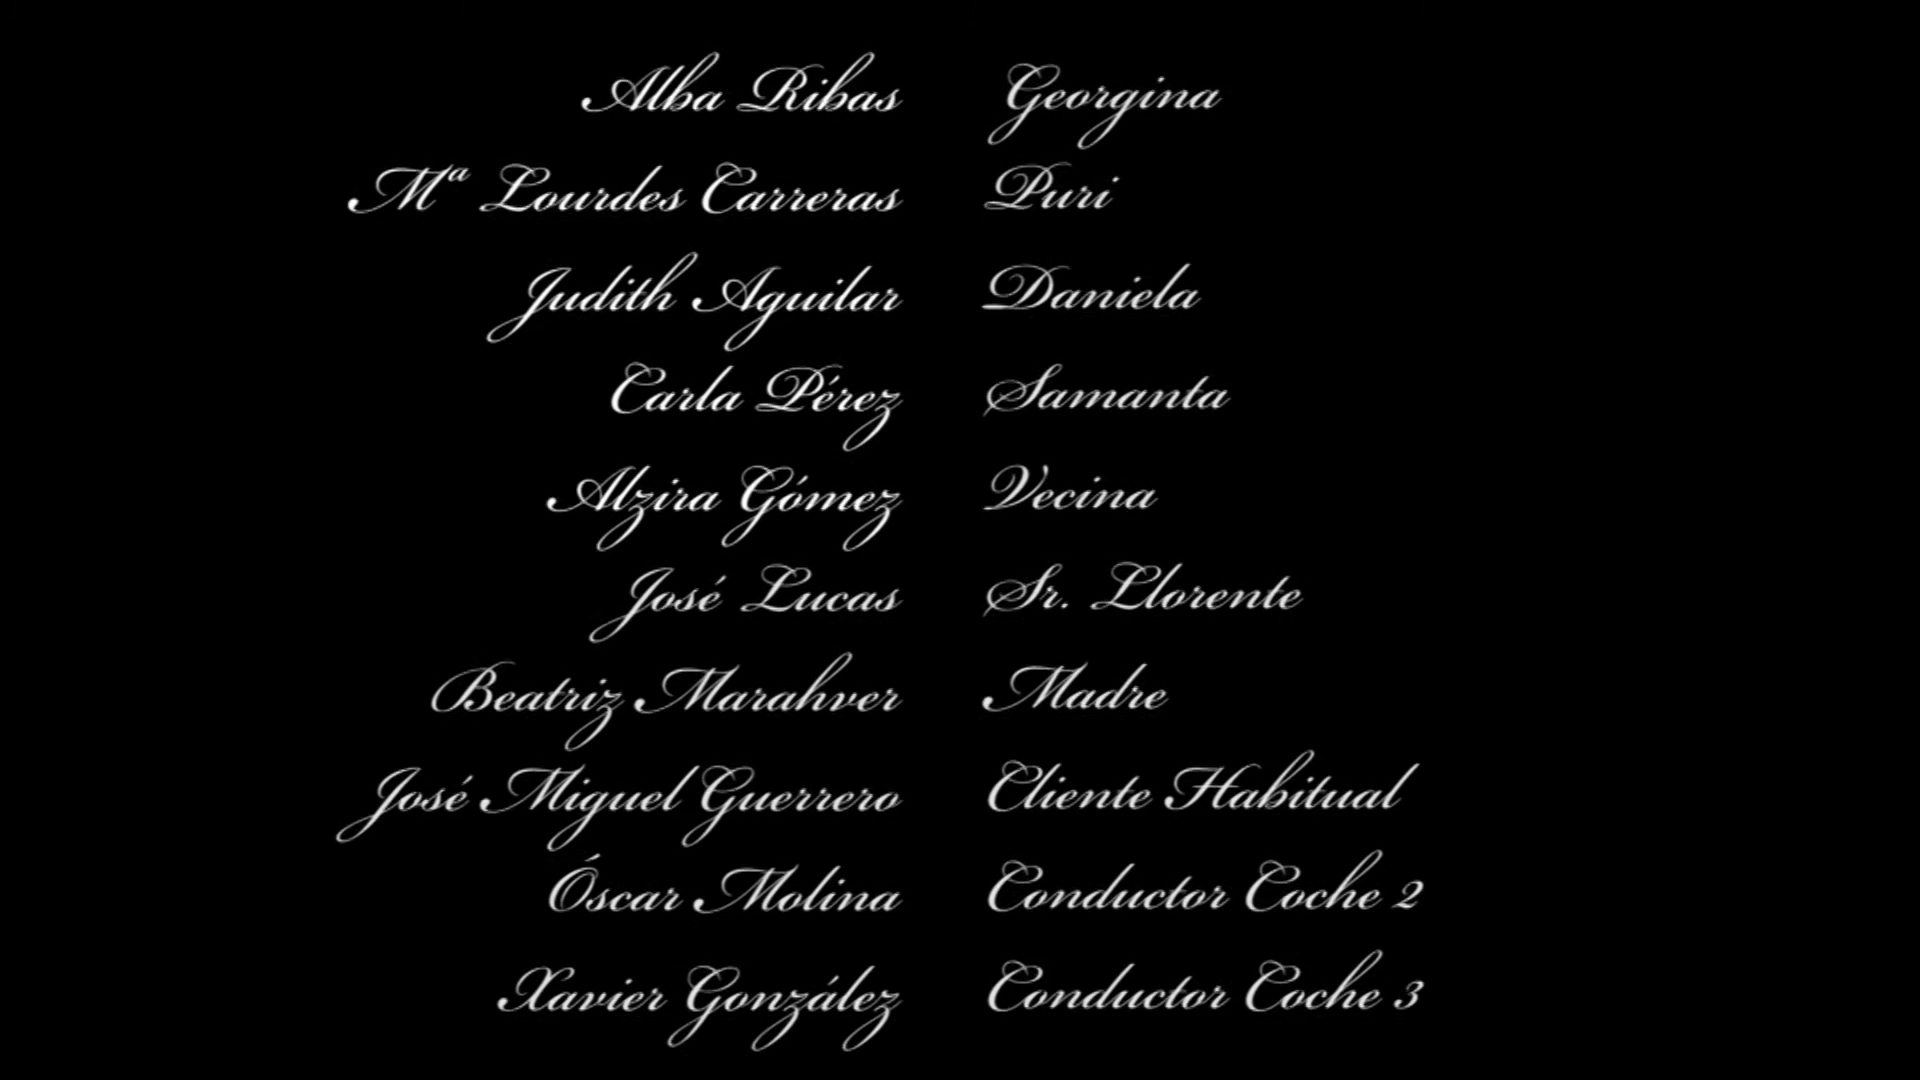 Alba Ribas Georgina
Mª Lourdes Carreras Puri
Judith Aguilar Daniela
Carla Pérez Samanta
Alzira Gómez Vecina
José Lucas Sr. Llorente
Beatriz Marahver Madre
José Miguel Guerrero Cliente Habitual
Óscar Molina Conductor Coche 2
Xavier González Conductor Coche 3